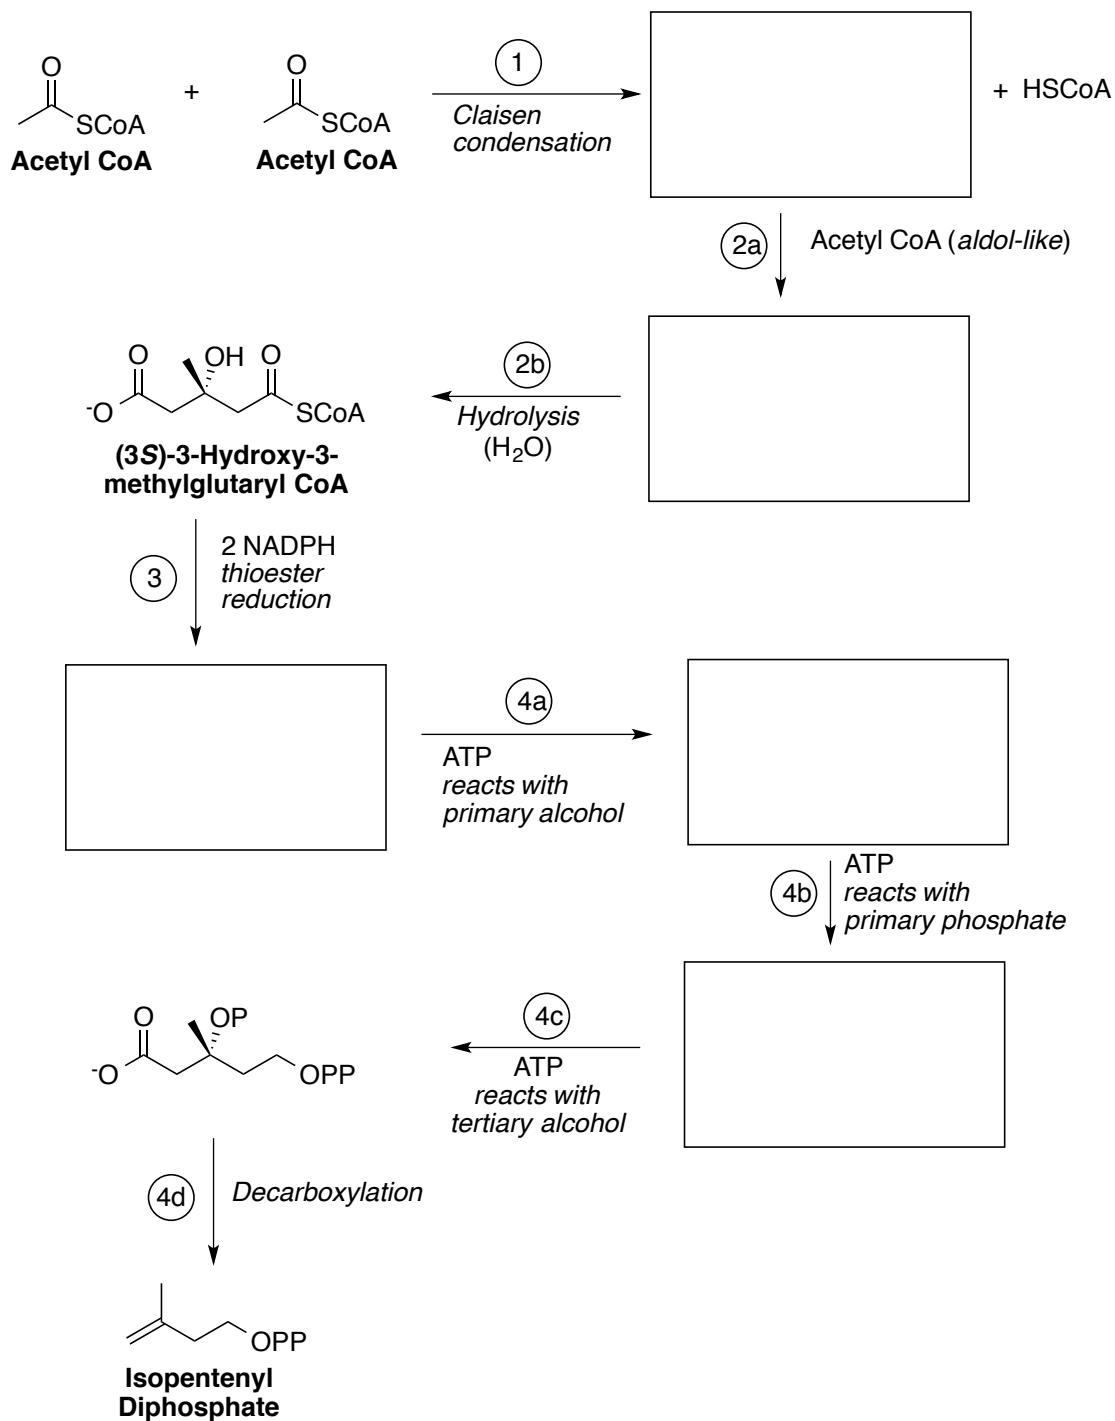 O
SCoA
Acetyl CoA
+
O
SCoA
Acetyl CoA
1
Claisen
condensation
+ HSCoA
2a
Acetyl CoA (aldol-like)
O
OH
O
-O
SCoA
(3S)-3-Hydroxy-3-
methylglutaryl CoA
2b
Hydrolysis
(H2O)
3
2 NADPH
thioester
reduction
4a
ATP
reacts with
primary alcohol
4b
ATP
reacts with
primary phosphate
4c
ATP
reacts with
tertiary alcohol
O
OP
-O
OPP
4d
Decarboxylation
OPP
Isopentenyl
Diphosphate